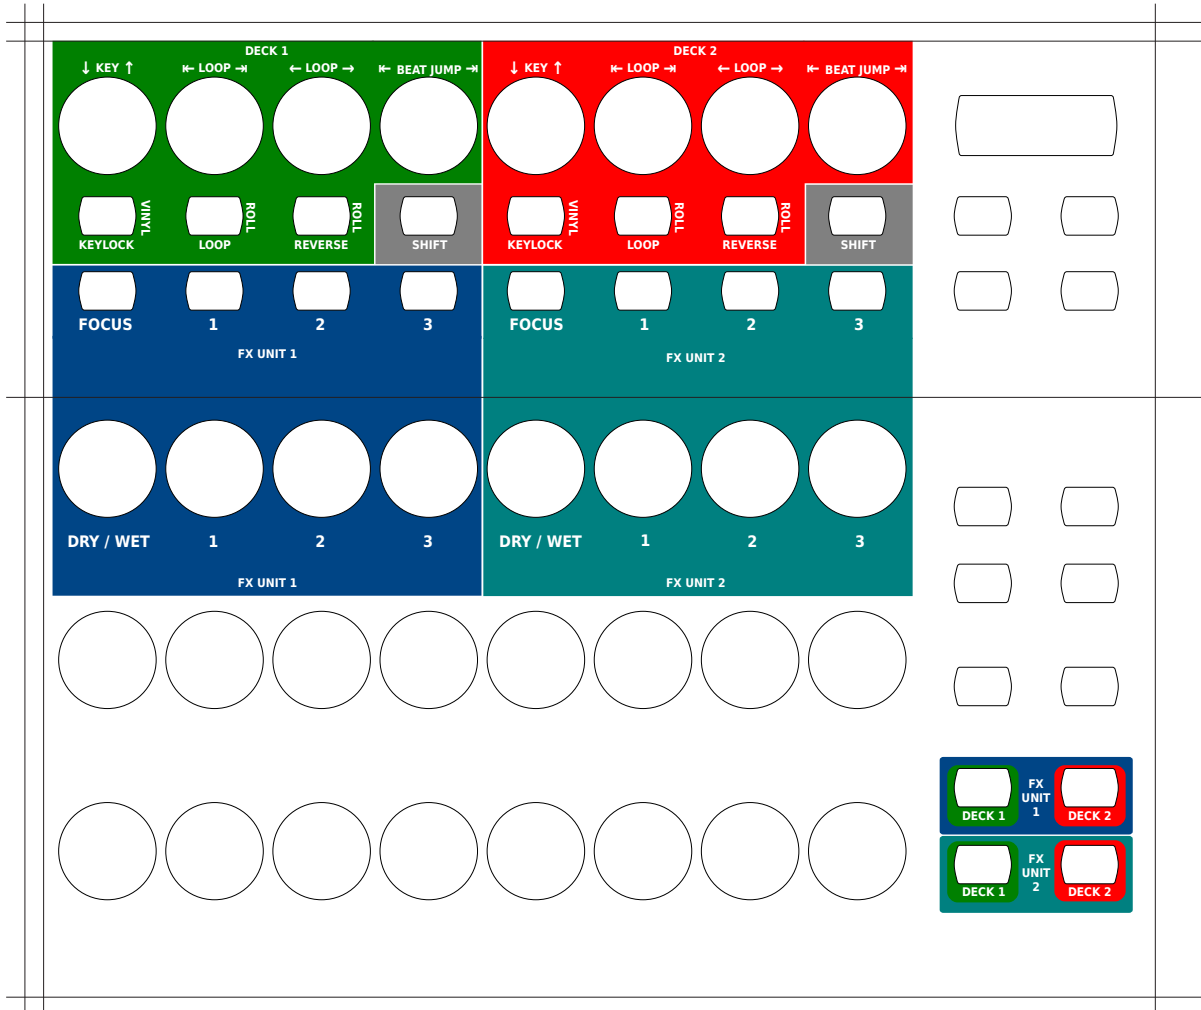 DECK 1
DECK 2
↓ KEY ↑ ⇤ LOOP ⇥ ← LOOP → ⇤ BEAT JUMP ⇥
↓ KEY ↑ ⇤ LOOP ⇥ ← LOOP → ⇤ BEAT JUMP ⇥
VINYL ROLL ROLL
VINYL ROLL ROLL
KEYLOCK LOOP REVERSE SHIFT
KEYLOCK LOOP REVERSE SHIFT
FOCUS 1 2 3
FOCUS 1 2 3
FX UNIT 1
FX UNIT 2
DRY / WET 1 2 3
DRY / WET 1 2 3
FX UNIT 1
FX UNIT 2
FX
UNIT
1
DECK 1 DECK 2
FX
UNIT
2
DECK 1 DECK 2